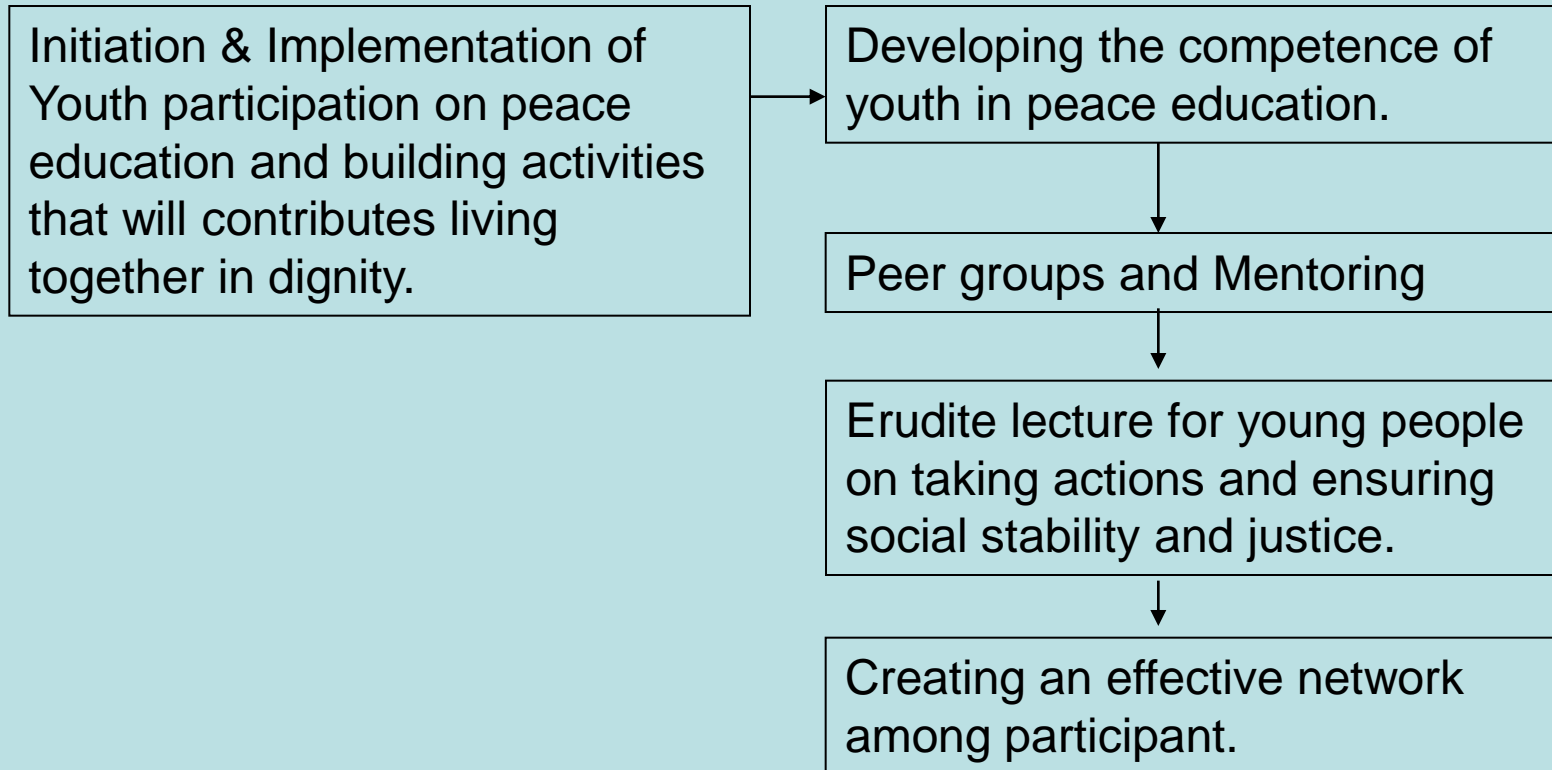 Initiation & Implementation of
Youth participation on peace
education and building activities
that will contributes living
together in dignity.
Developing the competence of
youth in peace education.
Peer groups and Mentoring
Erudite lecture for young people
on taking actions and ensuring
social stability and justice.
Creating an effective network
among participant.